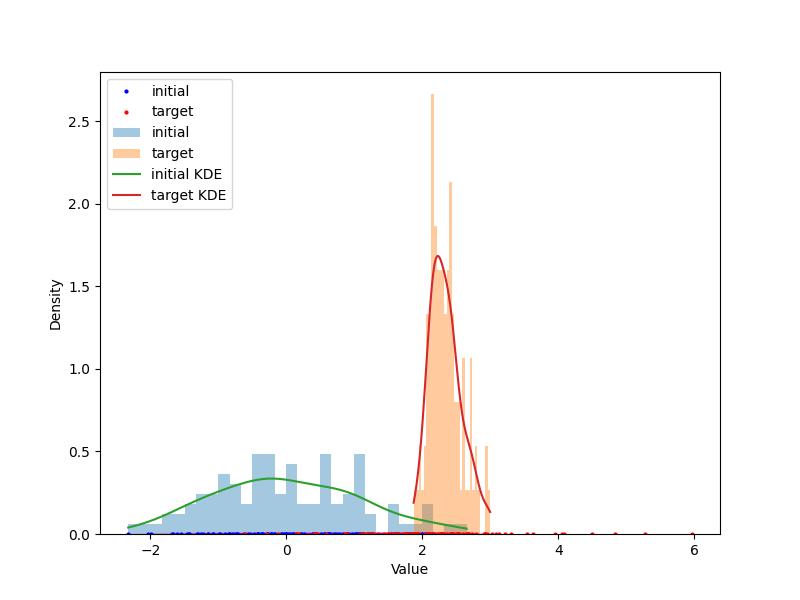 initial
target
initial
target
initial KDE
target KDE
2.5
2.0
1.5
1.0
0.5
0.0
−2
0
2
4
6
Density
Value